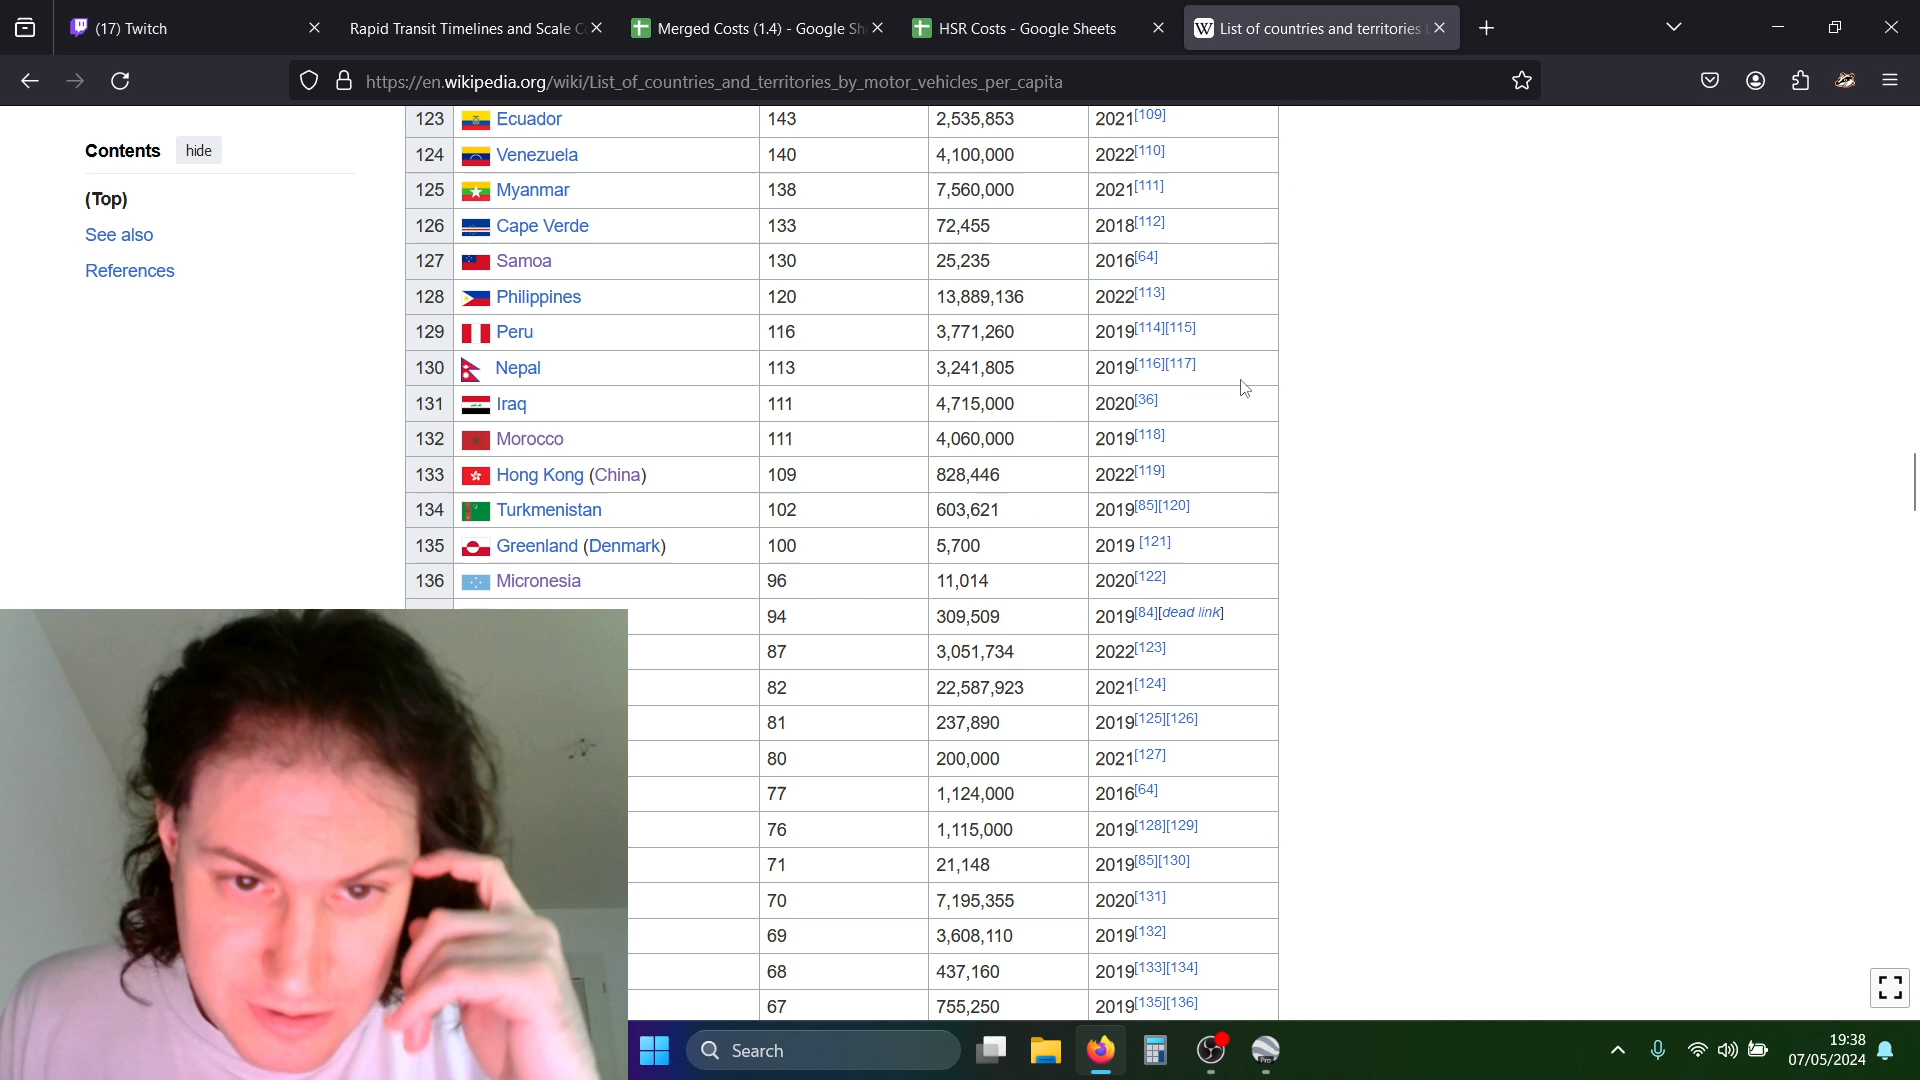 (17) Twitch
Rapid Transit Timelines and Scale C
Merged Costs (1.4) - Google Sh
HSR Costs - Google Sheets
List of countries and territories
https://en.wikipedia.org/wiki/List_of_countries_and_territories_by_motor_vehicles_per_capita
Contents hide
(Top)
See also
References
123 Ecuador 143 2,535,853 2021[109]
124 Venezuela 140 4,100,000 2022[110]
125 Myanmar 138 7,560,000 2021[111]
126 Cape Verde 133 72,455 2018[112]
127 Samoa 130 25,235 2016[64]
128 Philippines 120 13,889,136 2022[113]
129 Peru 116 3,771,260 2019[114][115]
130 Nepal 113 3,241,805 2019[116][117]
131 Iraq 111 4,715,000 2020[36]
132 Morocco 111 4,060,000 2019[118]
133 Hong Kong (China) 109 828,446 2022[119]
134 Turkmenistan 102 603,621 2019[85][120]
135 Greenland (Denmark) 100 5,700 2019 [121]
136 Micronesia 96 11,014 2020[122]
94 309,509 2019[84][dead link]
87 3,051,734 2022[123]
82 22,587,923 2021[124]
81 237,890 2019[125][126]
80 200,000 2021[127]
77 1,124,000 2016[64]
76 1,115,000 2019[128][129]
71 21,148 2019[85][130]
70 7,195,355 2020[131]
69 3,608,110 2019[132]
68 437,160 2019[133][134]
67 755,250 2019[135][136]
Search
Pro
19:38
07/05/2024